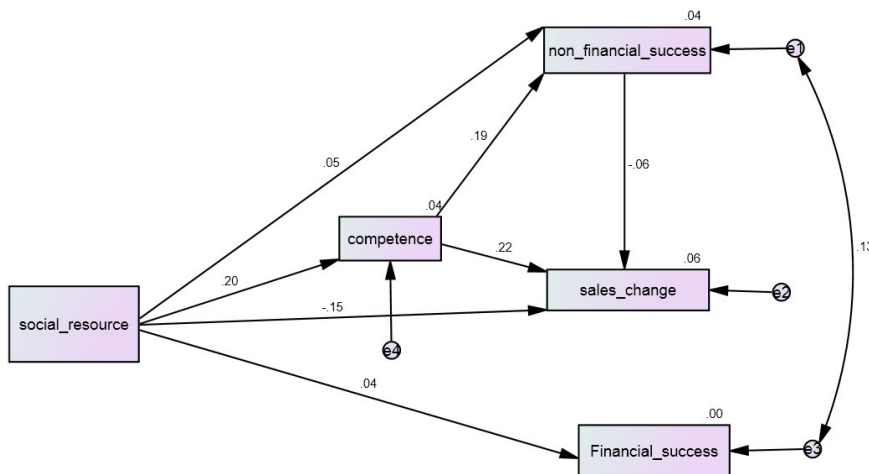 .04
non_financial_success
e1
.19
.05
-.06
.13
.04
competence
.22
.06
.20
sales_change
e2
-.15
social_resource
e4
.04
.00
Financial_success
e3